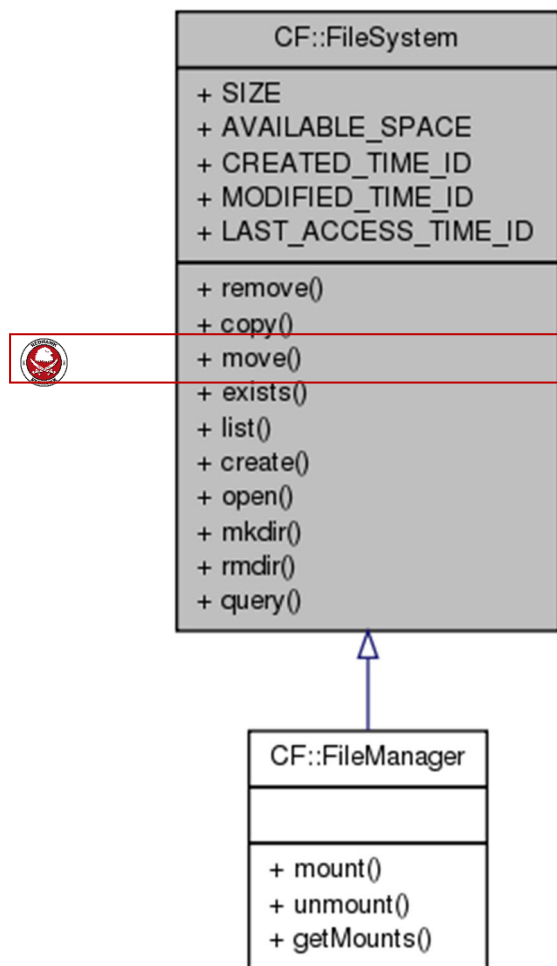 CF::FileSystem
+ SIZE
+ AVAILABLE_SPACE
+ CREATED_TIME_ID
+ MODIFIED_TIME_ID
+ LAST_ACCESS_TIME_ID
+ remove()
+ copy()
+ move()
+ exists()
+ list()
+ create()
+ open()
+ mkdir()
+ rmdir()
+ query()
CF::FileManager
+ mount()
+ unmount()
+ getMounts()